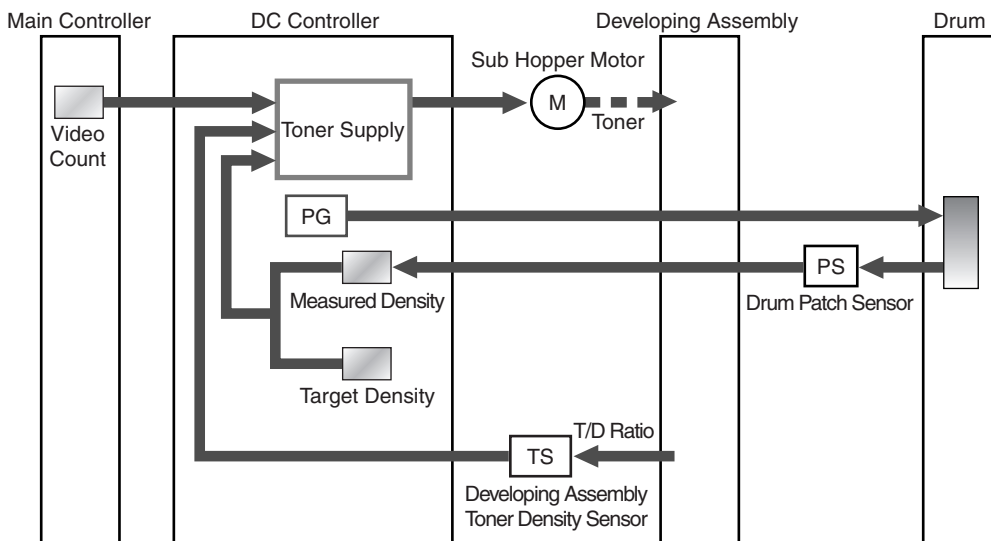 Main Controller
DC Controller
Developing Assembly
Drum
Sub Hopper Motor
Video
Count
Toner Supply
M
Toner
PG
Measured Density
PS
Drum Patch Sensor
Target Density
T/D Ratio
TS
Developing Assembly
Toner Density Sensor